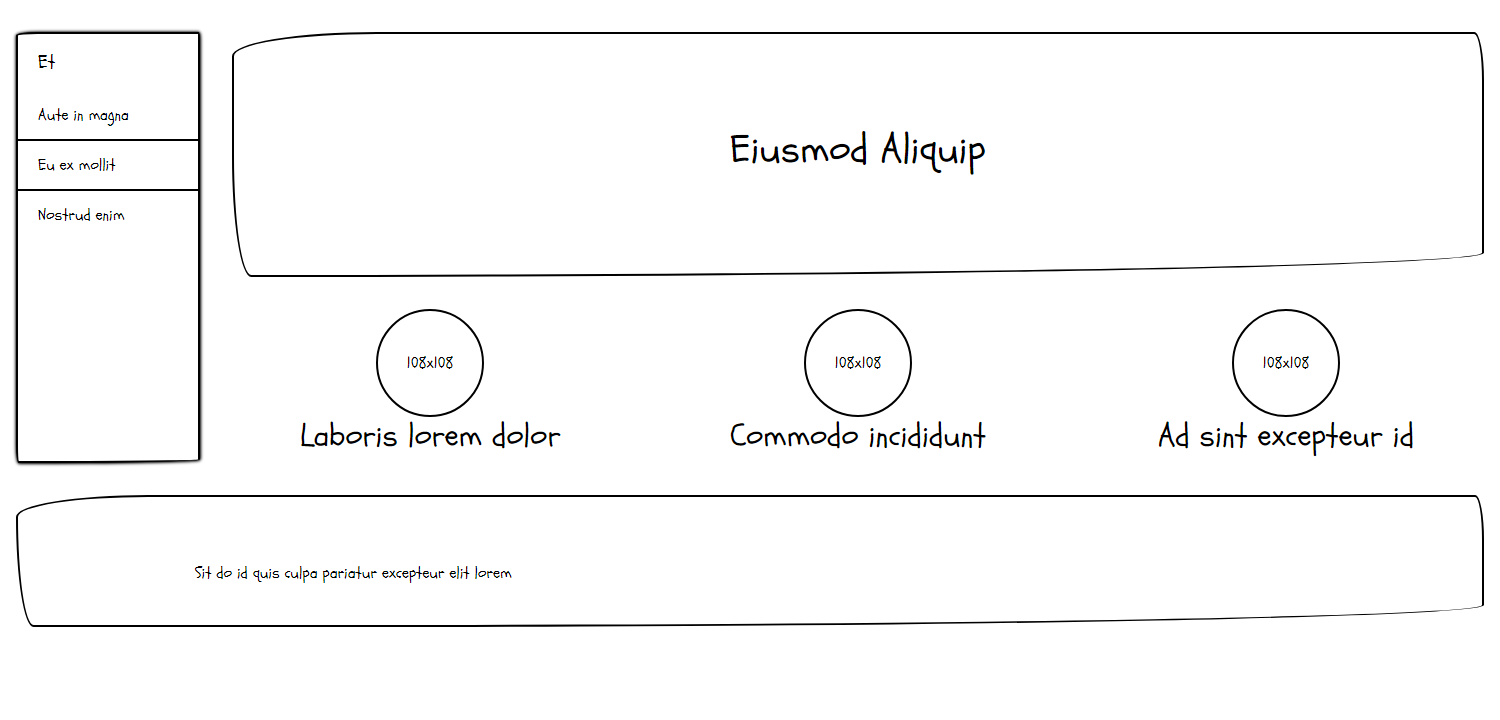 Et
Aute in magna
Eu ex mollit
Nostrud enim
Eiusmod Aliquip
108x108
Laboris lorem dolor
108x108
Commodo incididunt
108x108
Ad sint excepteur id
Sit do id quis culpa pariatur excepteur elit lorem